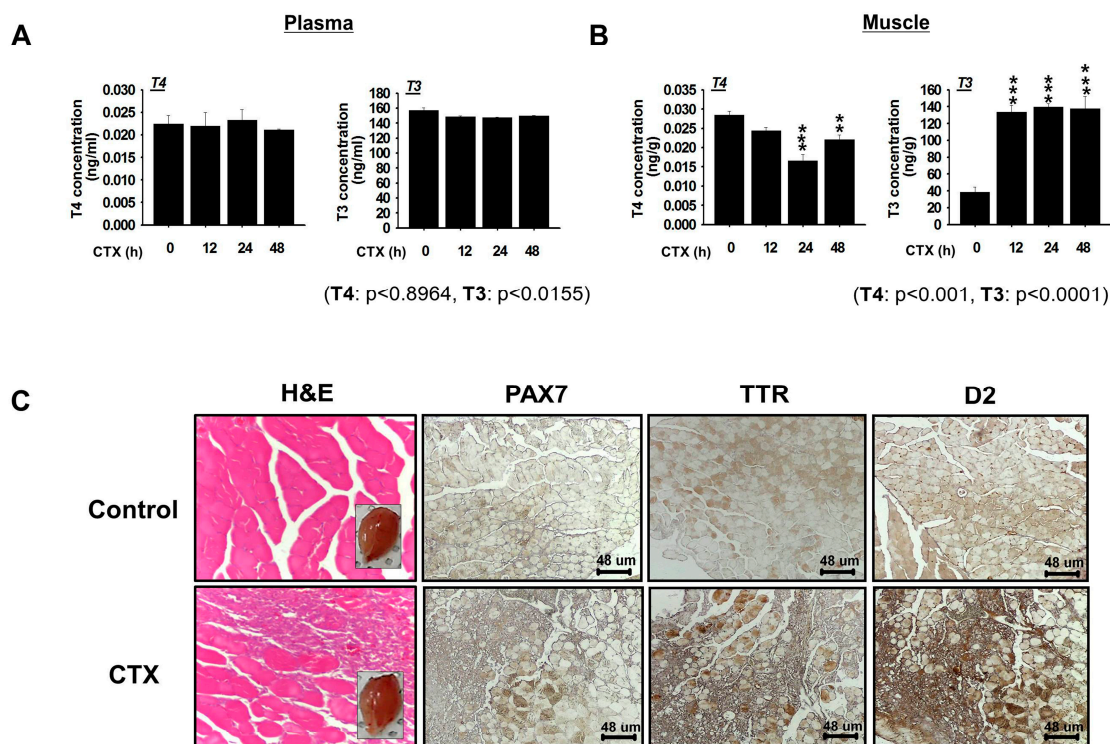 A
Plasma
B
Muscle
T4
T4 concentration
(ng/ml)
0.030
0.025
0.020
0.015
0.010
0.005
0.000
CTX (h)
0 12 24 48
T3
T3 concentration
(ng/ml)
160
140
120
100
80
60
40
20
0
CTX (h)
0 12 24 48
(T4: p<0.8964, T3: p<0.0155)
T4
T4 concentration
(ng/g)
0.035
0.030
0.025
0.020
0.015
0.010
0.005
0.000
***
**
CTX (h)
0 12 24 48
T3
T3 concentration
(ng/g)
160
140
120
100
80
60
40
20
0
***
***
***
CTX (h)
0 12 24 48
(T4: p<0.001, T3: p<0.0001)
C
H&E PAX7 TTR D2
Control
48 um
48 um
48 um
CTX
48 um
48 um
48 um